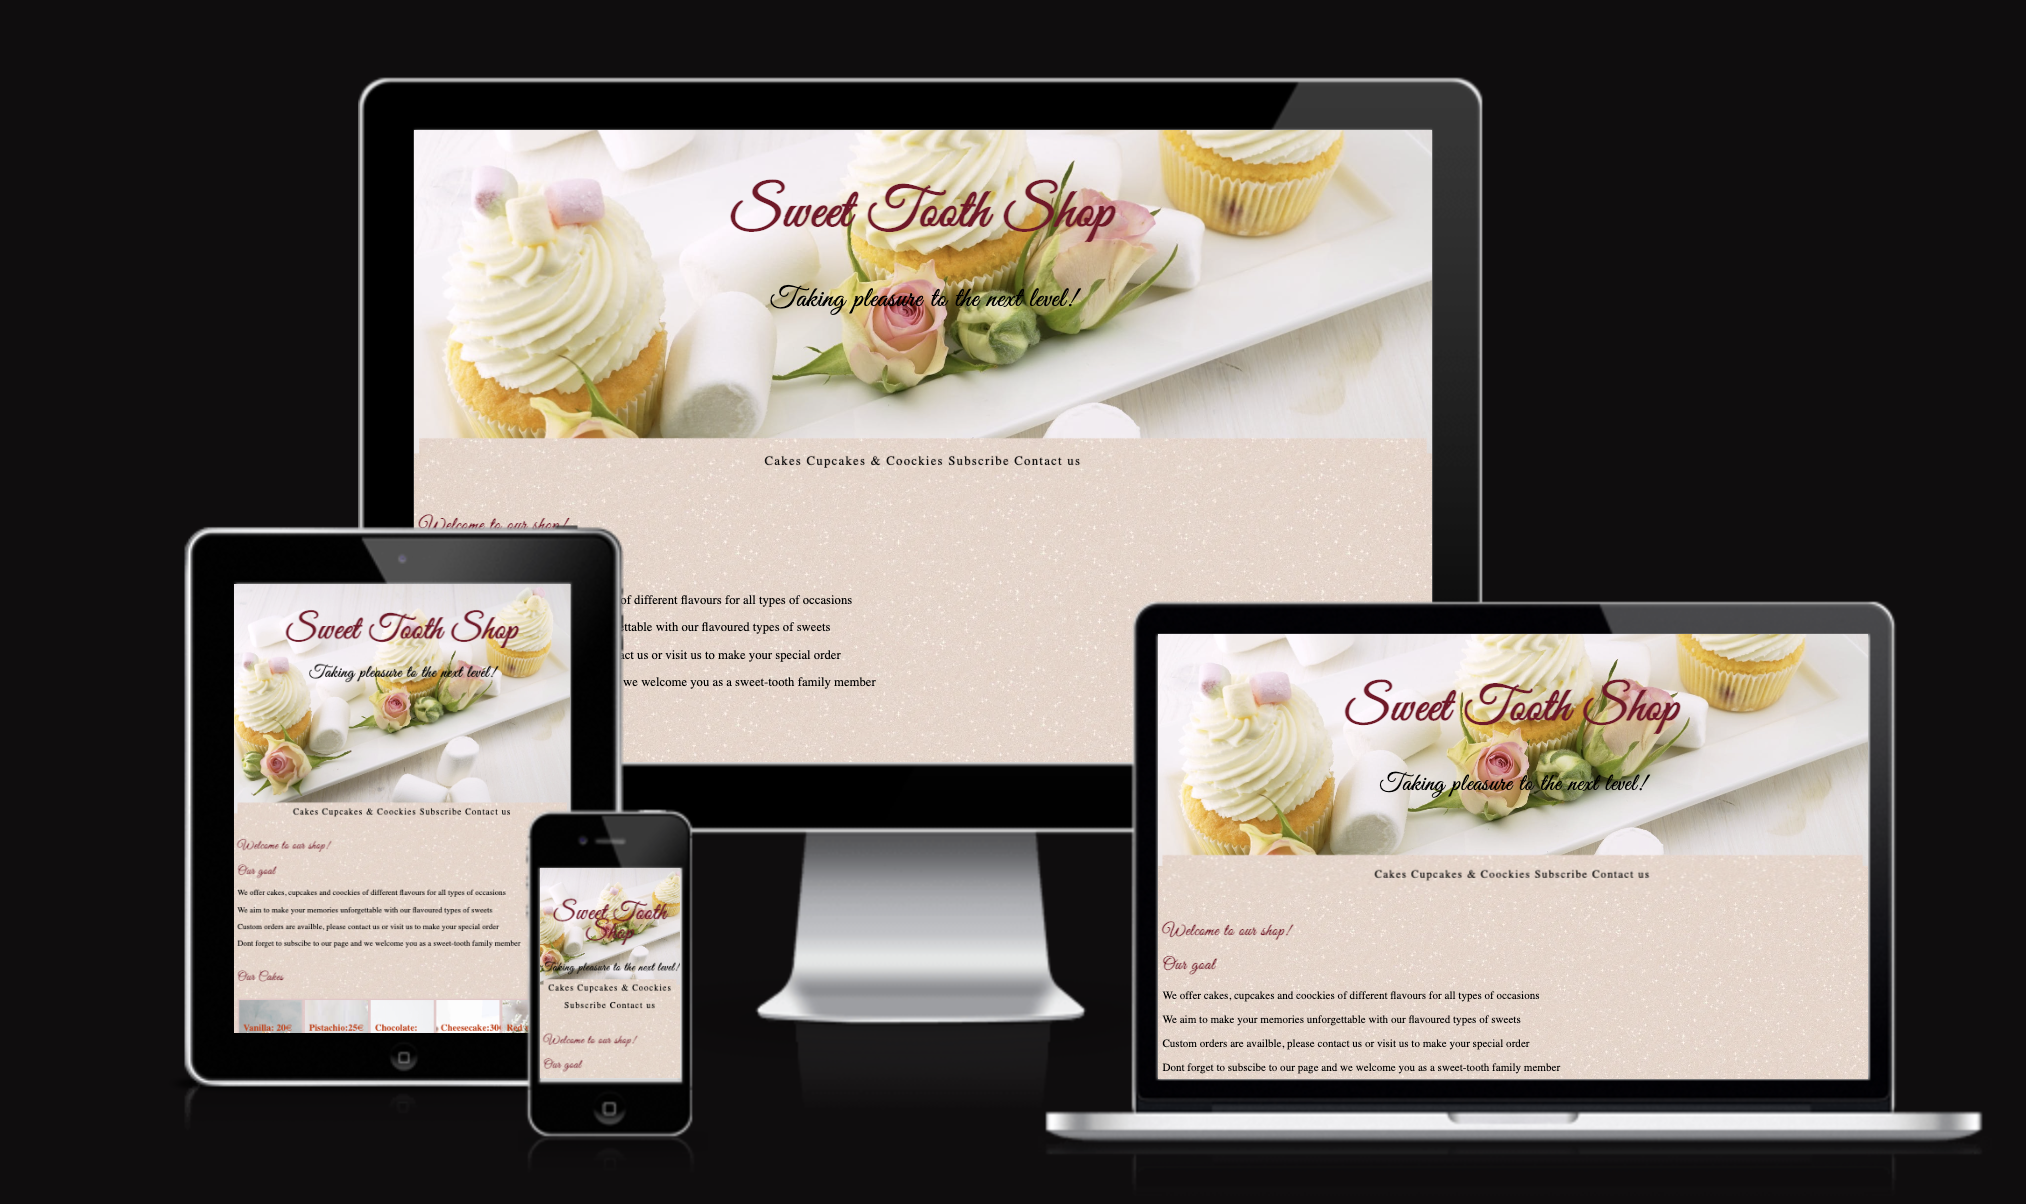 Sweet Tooth Shop
Taking pleasure to the next level!
Cakes Cupcakes & Coockies Subscribe Contact us
Welcome to our shop!
of different flavours for all types of occasions
with our flavoured types of sweets
us or visit us to make your special order
we welcome you as a sweet-tooth family member
Sweet Tooth Shop
Taking pleasure to the next level!
Cakes Cupcakes & Coockies Subscribe Contact us
Welcome to our shop!
Our goal
We offer cakes, cupcakes and coockies of different flavours for all types of occasions
We aim to make your memories unforgettable with our flavoured types of sweets
Custom orders are availble, please contact us or visit us to make your special order
Dont forget to subscibe to our page and we welcome you as a sweet-tooth family member
Our Cakes
Vanilla: 20€ Pistachio:25€ Chocolate: Cheesecake:30€ Red
Sweet Tooth
Shop
Taking pleasure to the next level!
Cakes Cupcakes & Coockies
Subscribe Contact us
Welcome to our shop!
Our goal
Sweet Tooth Shop
Taking pleasure to the next level!
Cakes Cupcakes & Coockies Subscribe Contact us
Welcome to our shop!
Our goal
We offer cakes, cupcakes and coockies of different flavours for all types of occasions
We aim to make your memories unforgettable with our flavoured types of sweets
Custom orders are availble, please contact us or visit us to make your special order
Dont forget to subscibe to our page and we welcome you as a sweet-tooth family member